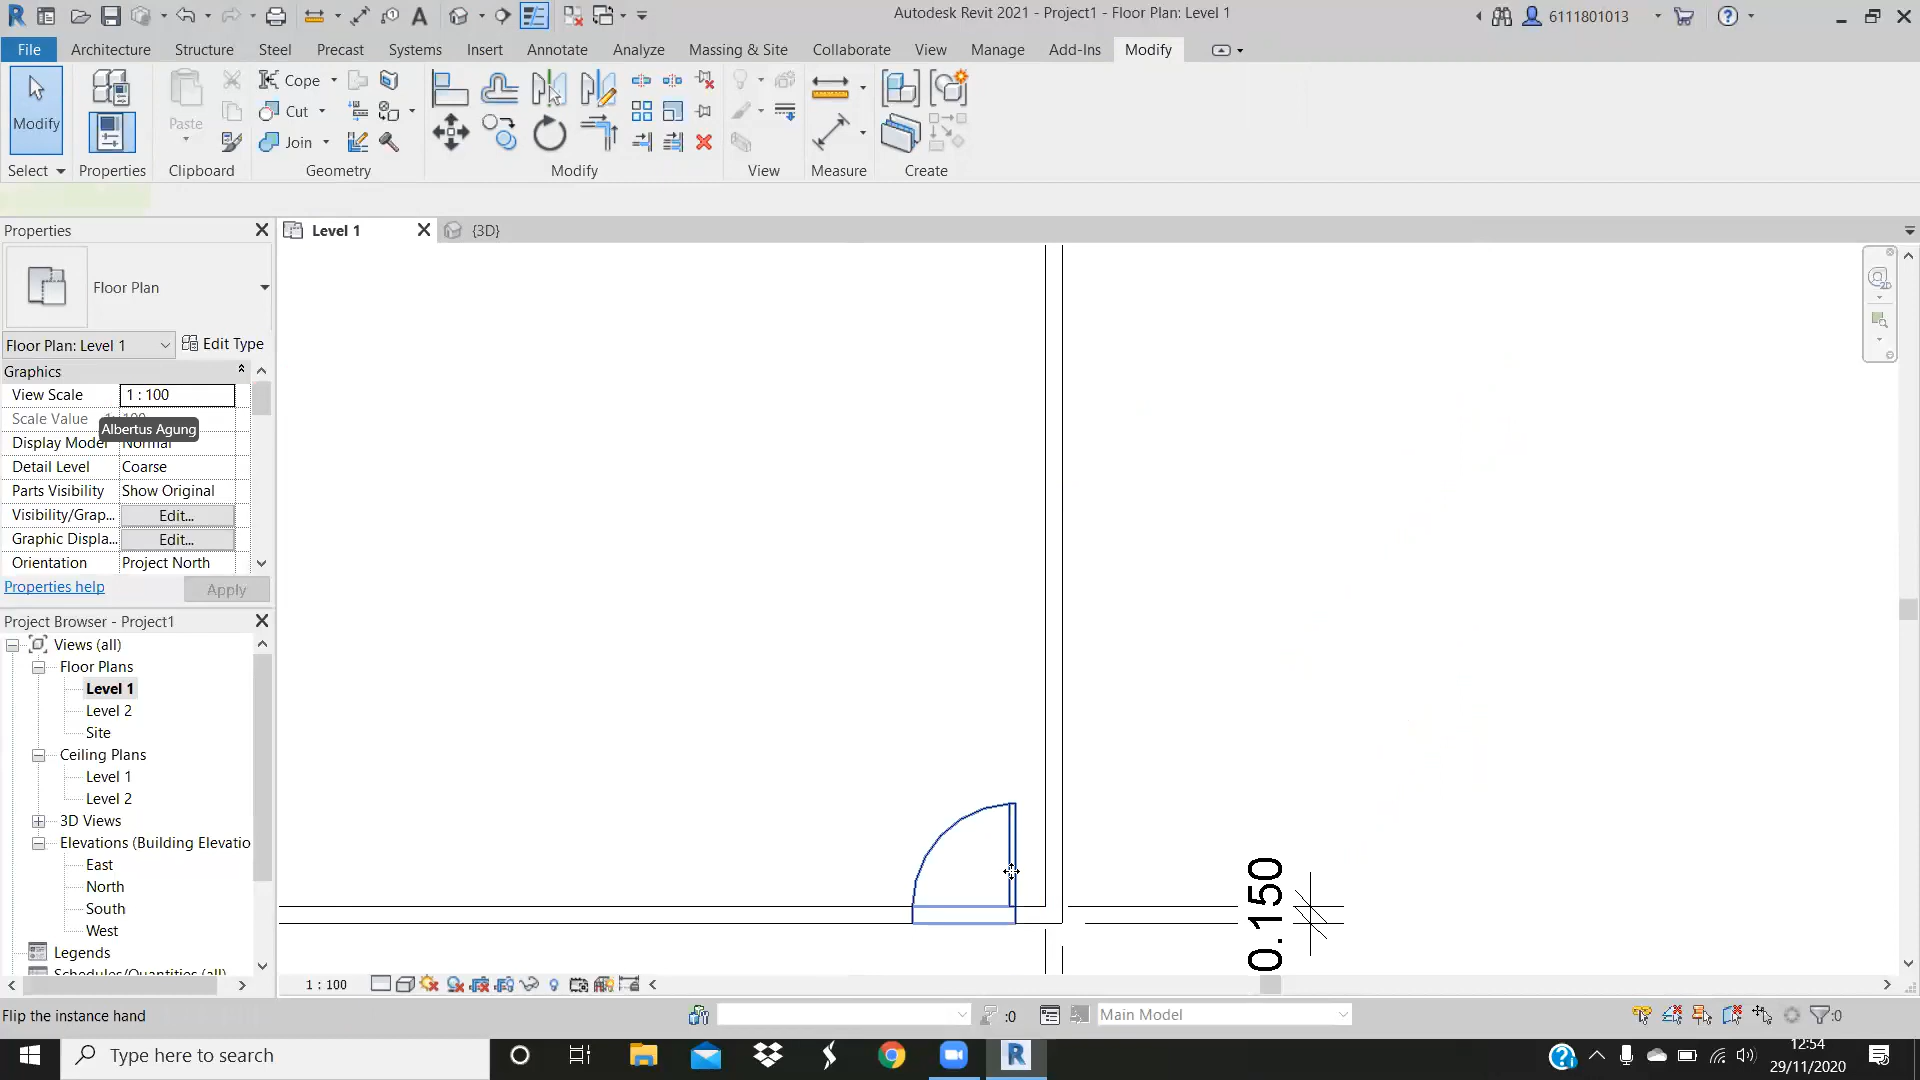 Autodesk Revit 2021 - Project1 - Floor Plan: Level 1
6111801013
File Architecture Structure Steel Precast Systems Insert Annotate Analyze Massing & Site Collaborate View Manage Add-Ins Modify
Modify
Paste
Cope
Cut
Join
Select Properties Clipboard Geometry Modify View Measure Create
Properties
Level 1
{3D}
Floor Plan
Floor Plan: Level 1
Edit Type
Graphics
View Scale 1 : 100
Scale Value
Albertus Agung
Display Model Normal
Detail Level Coarse
Parts Visibility Show Original
Visibility/Grap... Edit...
Graphic Displa... Edit...
Orientation Project North
Properties help
Apply
Project Browser - Project1
Views (all)
Floor Plans
Level 1
Level 2
Site
Ceiling Plans
Level 1
Level 2
3D Views
Elevations (Building Elevatio
East
North
South
West
Legends
Schedules/Quantities (all)
0.150
1 : 100
Flip the instance hand
:0
Main Model
:0
Type here to search
12:54
29/11/2020